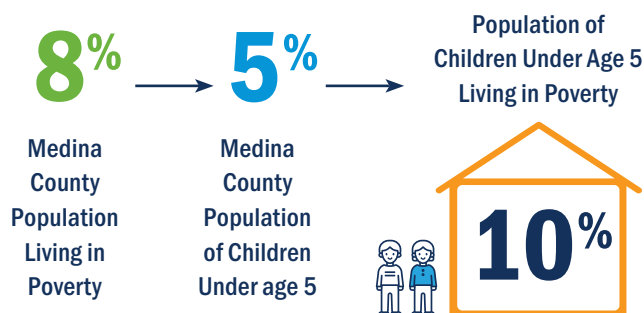 8%
Medina
County
Population
Living in
Poverty
5%
Medina
County
Population
of Children
Under age 5
Population of
Children Under Age 5
Living in Poverty
10%